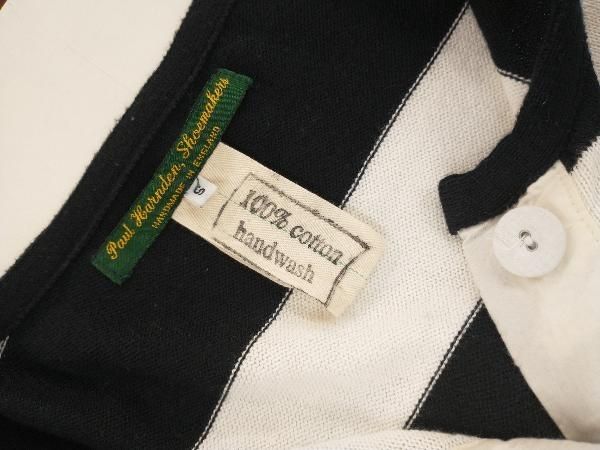 Paul Harnden, Shoemakers
HANDMADE IN ENGLAND
S
100% cotton
handwash